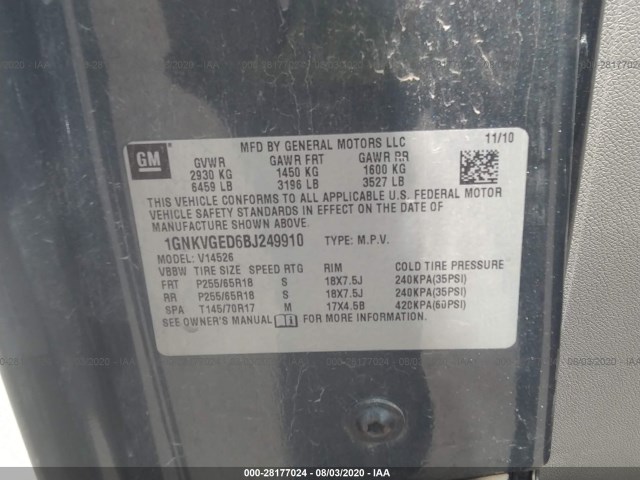 MFD BY GENERAL MOTORS LLC 11/10
GM
GVWR GAWR FRT GAWR RR
2930 KG 1450 KG 1600 KG
6459 LB 3196 LB 3527 LB
THIS VEHICLE CONFORMS TO ALL APPLICABLE U.S. FEDERAL MOTOR
VEHICLE SAFETY STANDARDS IN EFFECT ON THE DATE OF
MANUFACTURE SHOWN ABOVE.
1GNKVGED6BJ249910 TYPE: M.P.V.
MODEL: V14526
VBBW TIRE SIZE SPEED RTG RIM COLD TIRE PRESSURE
FRT P255/65R18 S 18X7.5J 240KPA(35PSI)
RR P255/65R18 S 18X7.5J 240KPA(35PSI)
SPA T145/70R17 M 17X4.5B 420KPA(60PSI)
SEE OWNER'S MANUAL FOR MORE INFORMATION.
000-28177024 - 08/03/2020 - IAA